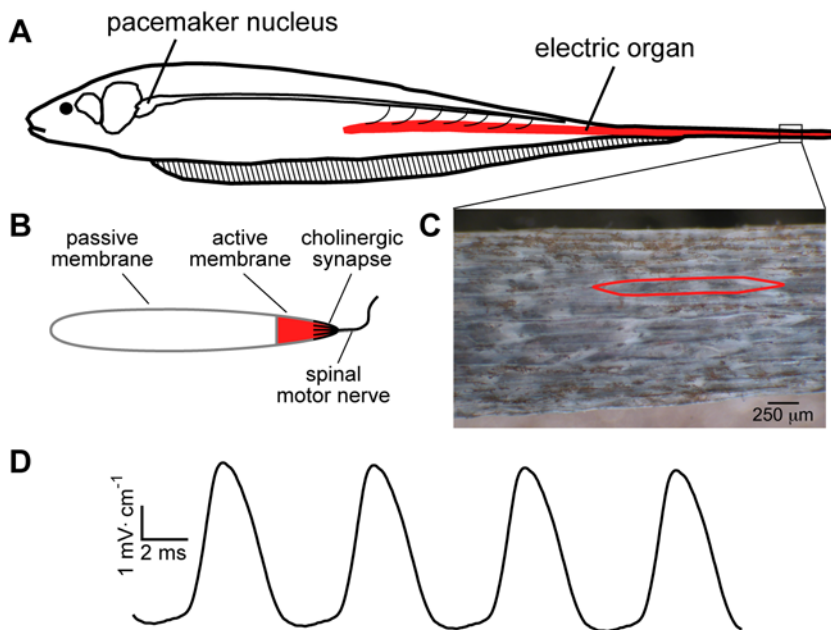 A
pacemaker nucleus
electric organ
B
passive
membrane
active
membrane
cholinergic
synapse
spinal
motor nerve
C
250 μm
D
1 mV· cm⁻¹
2 ms